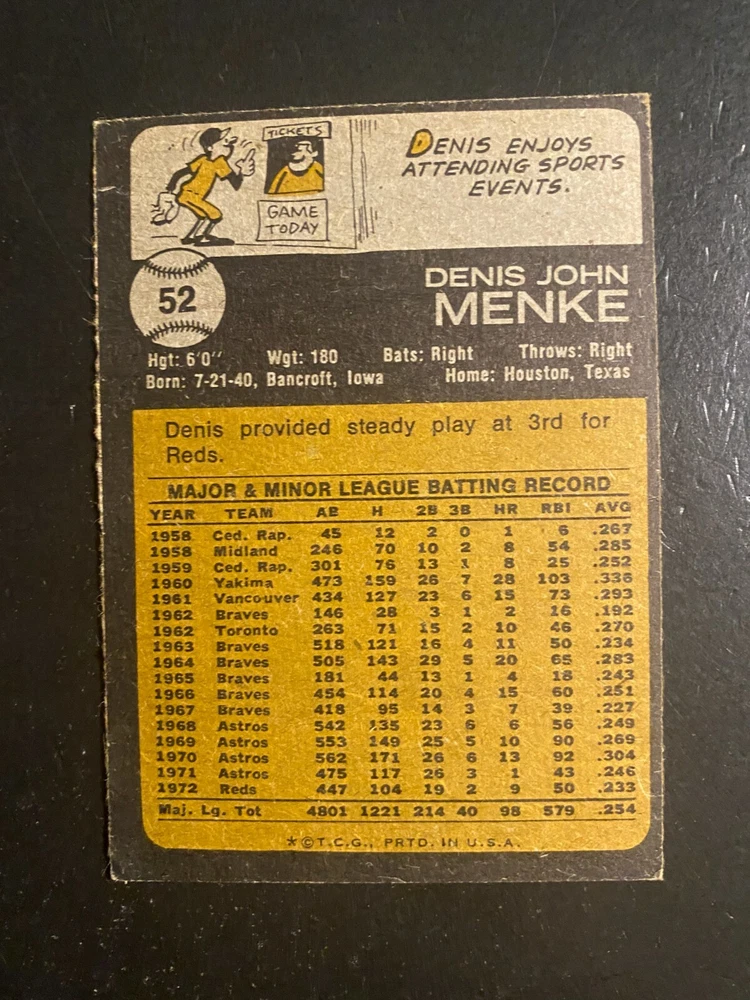 TICKETS
GAME
TODAY
DENIS ENJOYS
ATTENDING SPORTS
EVENTS.
52
DENIS JOHN
MENKE
Hgt: 6'0" Wgt: 180 Bats: Right Throws: Right
Born: 7-21-40, Bancroft, Iowa Home: Houston, Texas
Denis provided steady play at 3rd for
Reds.
MAJOR & MINOR LEAGUE BATTING RECORD
YEAR TEAM AB H 2B 3B HR RBI AVG
1958 Ced. Rap. 45 12 2 0 1 6 .267
1958 Midland 246 70 10 2 8 54 .285
1959 Ced. Rap. 301 76 13 1 8 25 .252
1960 Yakima 473 159 26 7 28 103 .336
1961 Vancouver 434 127 23 6 15 73 .293
1962 Braves 146 28 3 1 2 16 .192
1962 Toronto 263 71 15 2 10 46 .270
1963 Braves 518 121 16 4 11 50 .234
1964 Braves 505 143 29 5 20 65 .283
1965 Braves 181 44 13 1 4 18 .243
1966 Braves 454 114 20 4 15 60 .251
1967 Braves 418 95 14 3 7 39 .227
1968 Astros 542 135 23 6 6 56 .249
1969 Astros 553 149 25 5 10 90 .269
1970 Astros 562 171 26 6 13 92 .304
1971 Astros 475 117 26 3 1 43 .246
1972 Reds 447 104 19 2 9 50 .233
Maj. Lg. Tot 4801 1221 214 40 98 579 .254
*©T.C.G., PRTD. IN U.S.A.